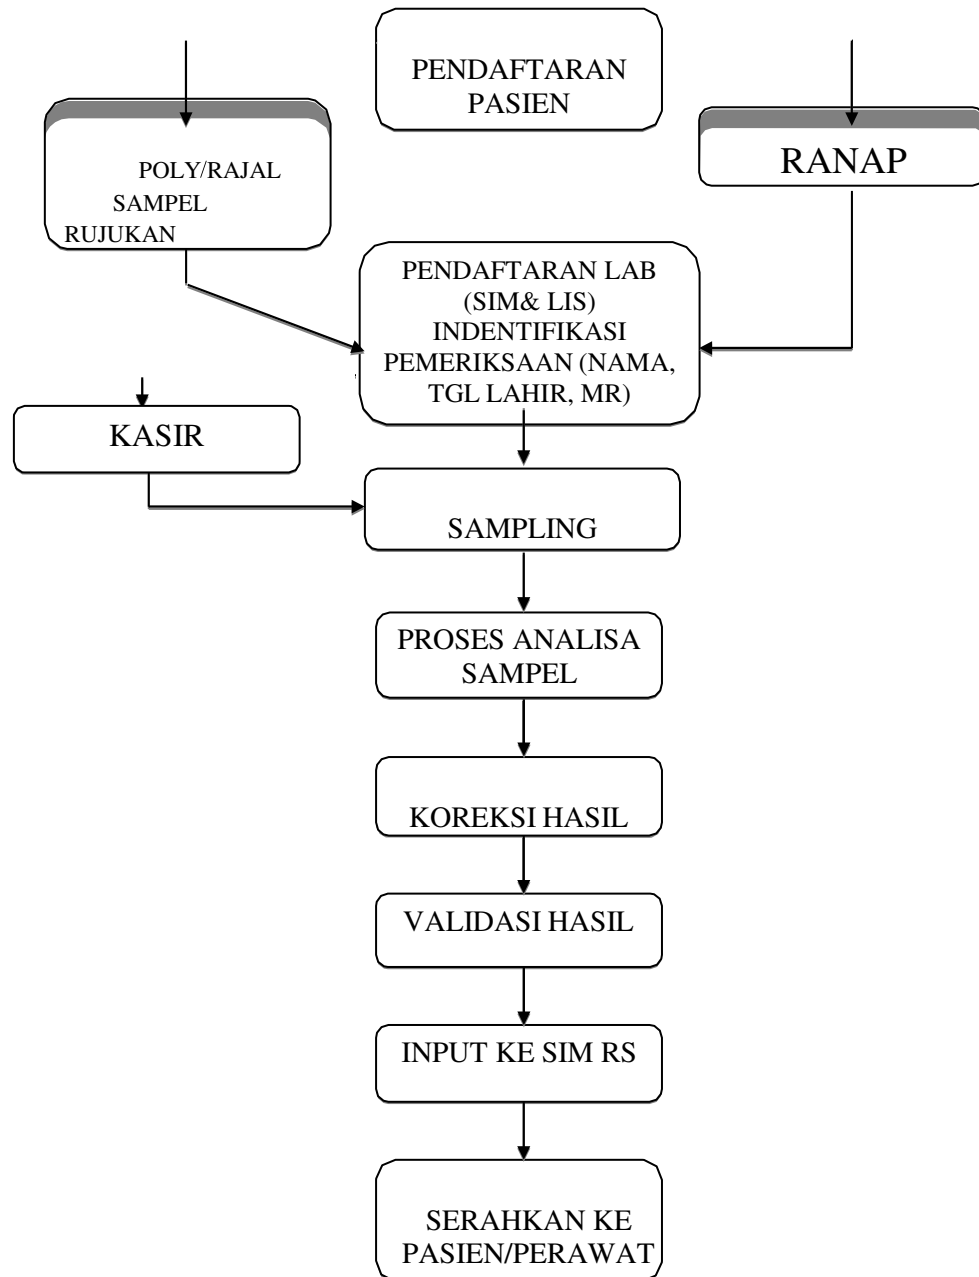 PENDAFTARAN
PASIEN
POLY/RAJAL
SAMPEL
RUJUKAN
RANAP
PENDAFTARAN LAB
(SIM& LIS)
INDENTIFIKASI
PEMERIKSAAN (NAMA,
TGL LAHIR, MR)
KASIR
SAMPLING
PROSES ANALISA
SAMPEL
KOREKSI HASIL
VALIDASI HASIL
INPUT KE SIM RS
SERAHKAN KE
PASIEN/PERAWAT